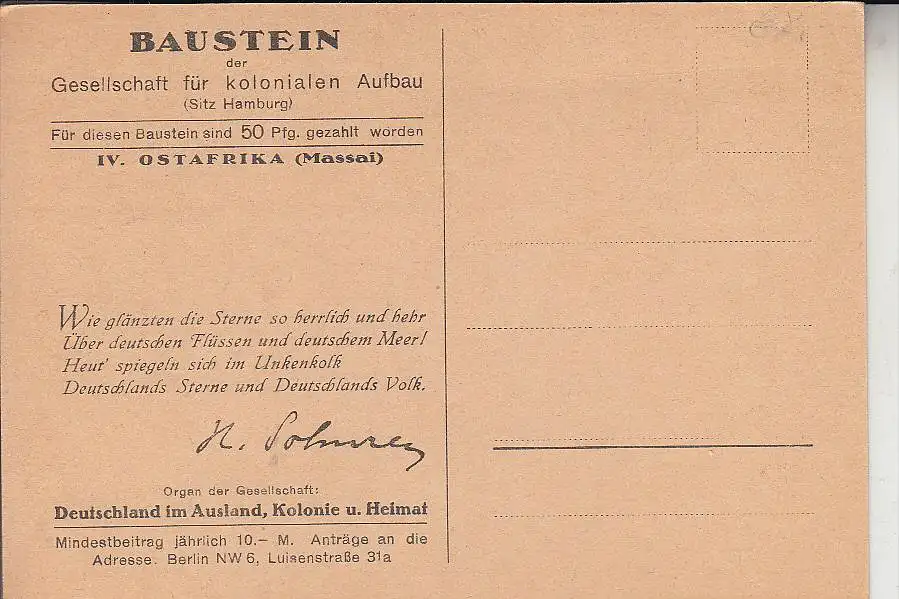 BAUSTEIN
der
Gesellschaft für kolonialen Aufbau
(Sitz Hamburg)
Für diesen Baustein sind 50 Pfg. gezahlt worden
IV. OSTAFRIKA (Massai)
Wie glänzten die Sterne so herrlich und hehr
Über deutschen Flüssen und deutschem Meer!
Heut' spiegeln sich im Unkenkolk
Deutschlands Sterne und Deutschlands Volk.
H.
Organ der Gesellschaft:
Deutschland im Ausland, Kolonie u. Heimat
Mindestbeitrag jährlich 10.– M. Anträge an die
Adresse: Berlin NW 6, Luisenstraße 31a